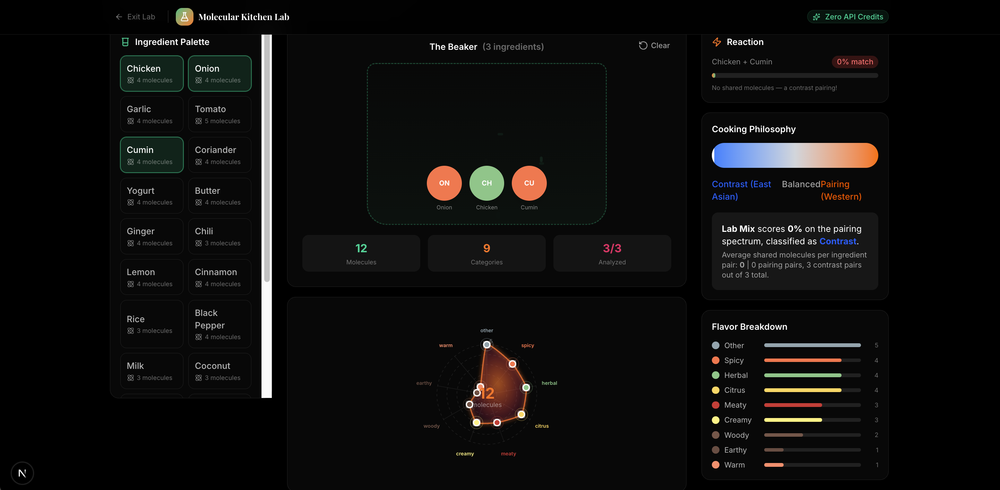 Exit Lab
Molecular Kitchen Lab
Zero API Credits
Ingredient Palette
Chicken
4 molecules
Onion
4 molecules
Garlic
4 molecules
Tomato
5 molecules
Cumin
4 molecules
Coriander
4 molecules
Yogurt
4 molecules
Butter
4 molecules
Ginger
4 molecules
Chili
3 molecules
Lemon
4 molecules
Cinnamon
4 molecules
Rice
3 molecules
Black
Pepper
4 molecules
Milk
3 molecules
Coconut
3 molecules
The Beaker (3 ingredients)
Clear
ON
CH
CU
Onion
Chicken
Cumin
12
Molecules
9
Categories
3/3
Analyzed
other
5
warm
spicy
earthy
herbal
12
molecules
woody
citrus
creamy
meaty
Reaction
Chicken + Cumin
0% match
No shared molecules — a contrast pairing!
Cooking Philosophy
Contrast (East
Asian)
Balanced
Pairing
(Western)
Lab Mix scores 0% on the pairing
spectrum, classified as Contrast.
Average shared molecules per ingredient
pair: 0 | 0 pairing pairs, 3 contrast pairs
out of 3 total.
Flavor Breakdown
Other 5
Spicy 4
Herbal 4
Citrus 4
Meaty 3
Creamy 3
Woody 2
Earthy 1
Warm 1
N